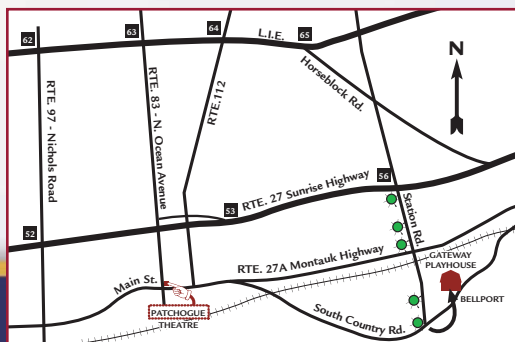 62
63
64
L.I.E.
65
N
RTE. 97 - Nichols Road
RTE. 83 - N. Ocean Avenue
RTE.112
Horseblock Rd.
56
RTE. 27 Sunrise Highway
53
52
Station Rd.
RTE. 27A Montauk Highway
GATEWAY
PLAYHOUSE
BELLPORT
Main St.
PATCHOGUE
THEATRE
South Country Rd.